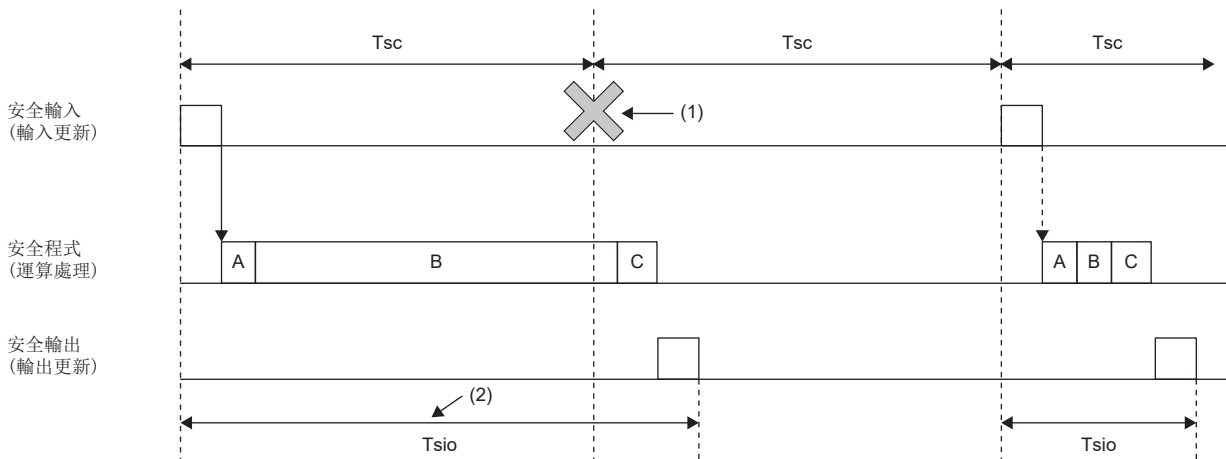 Tsc
Tsc
Tsc
安全輸入
(輸入更新)
(1)
安全程式
(運算處理)
A
B
C
A
B
C
安全輸出
(輸出更新)
(2)
Tsio
Tsio